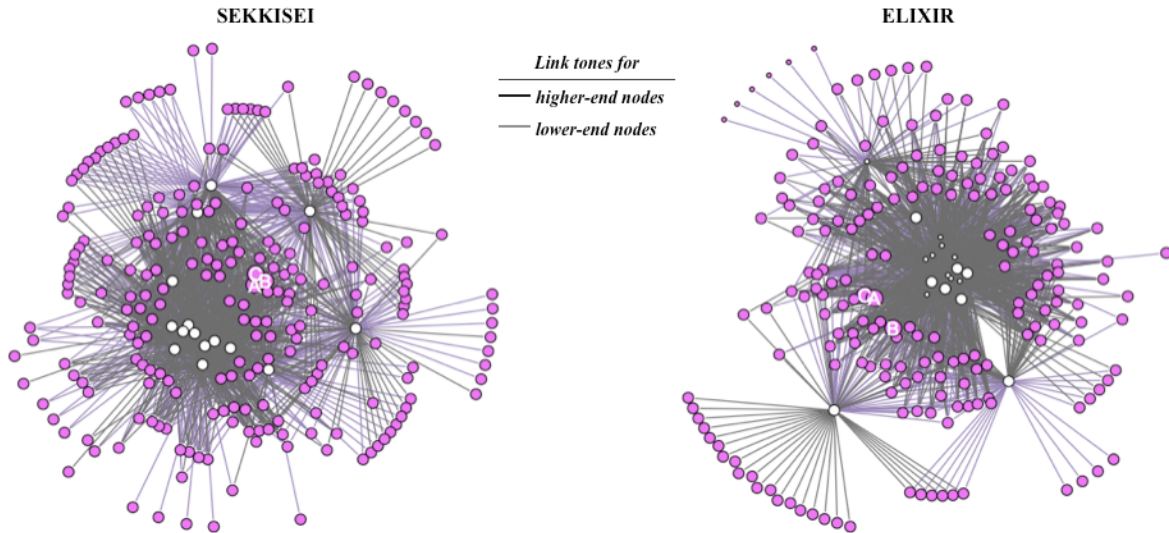 SEKKISEI
ELIXIR
Link tones for
higher-end nodes
lower-end nodes
C
B
A
C
A
B